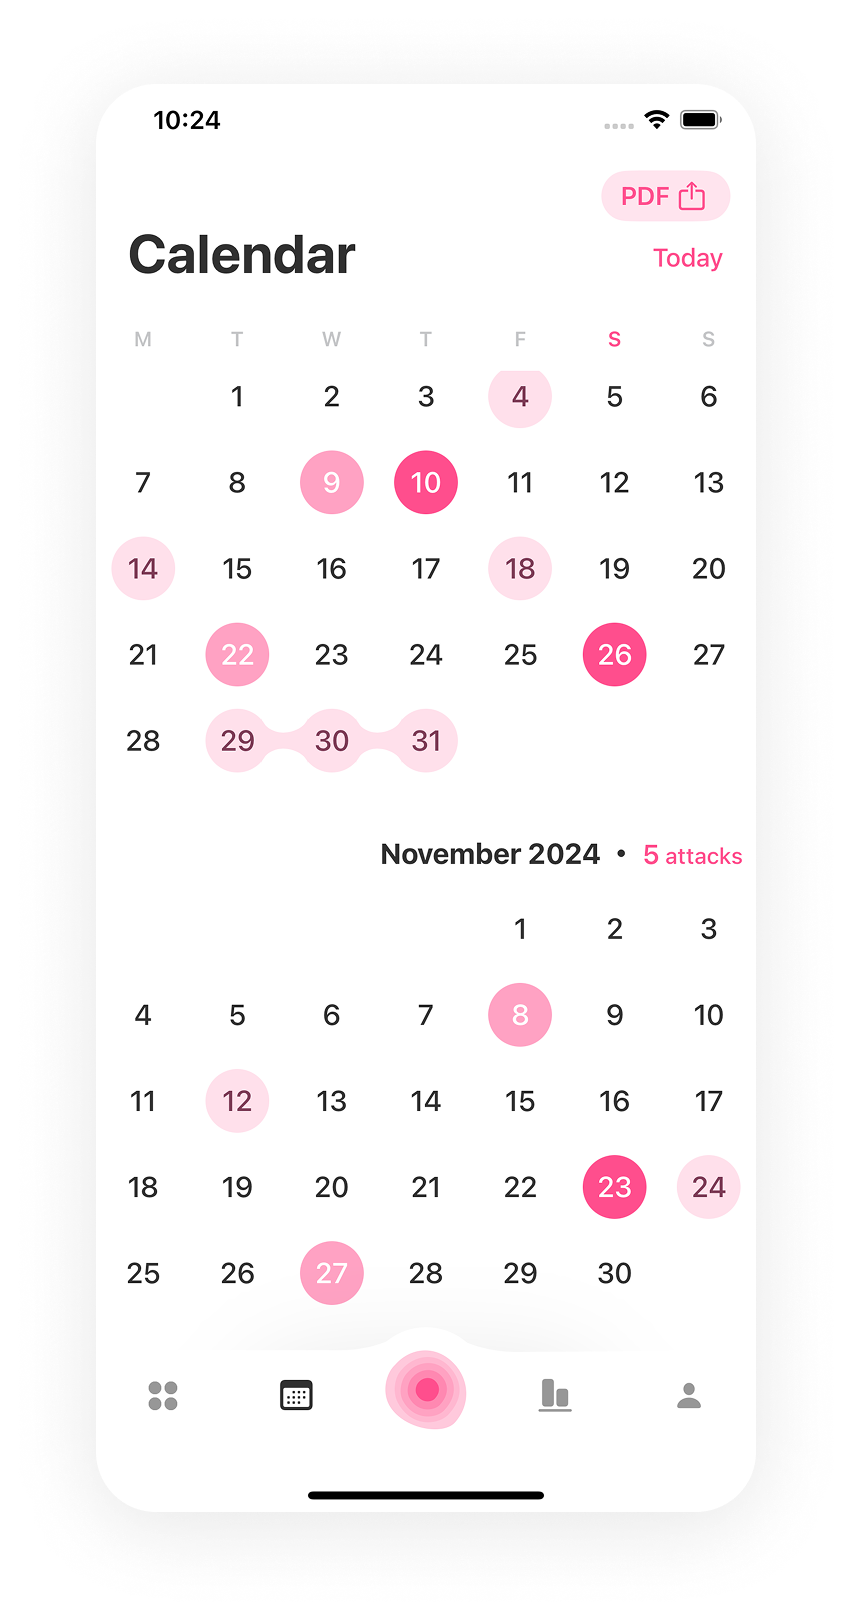 10:24
PDF
Calendar
Today
M T W T F S S
1 2 3 4 5 6
7 8 9 10 11 12 13
14 15 16 17 18 19 20
21 22 23 24 25 26 27
28 29 30 31
November 2024 • 5 attacks
1 2 3
4 5 6 7 8 9 10
11 12 13 14 15 16 17
18 19 20 21 22 23 24
25 26 27 28 29 30